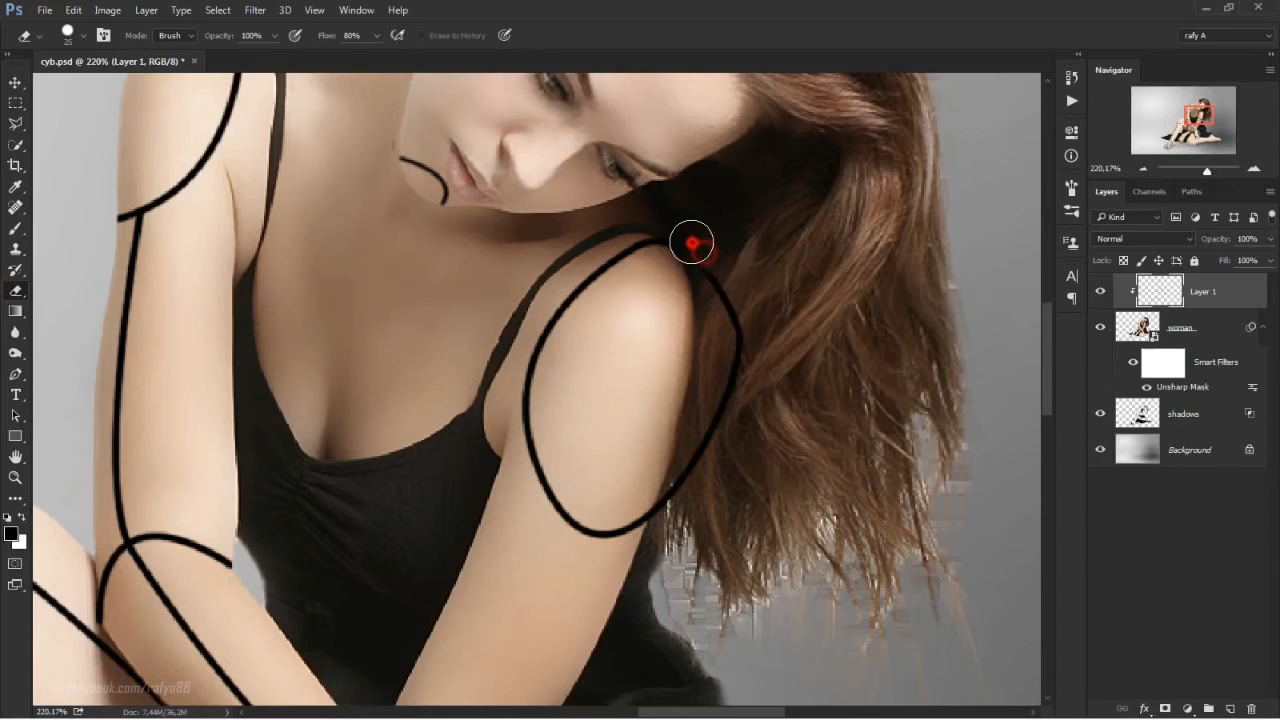 Ps File Edit Image Layer Type Select Filter 3D View Window Help
25 Mode: Brush Opacity: 100% Flow: 80% Erase to History rafy A
cyb.psd @ 220% (Layer 1, RGB/8) * ×
Navigator
220,17%
Layers Channels Paths
Kind
Normal Opacity: 100%
Lock: Fill: 100%
Layer 1
woman
Smart Filters
Unsharp Mask
shadows
Background
facebook.com/rafyo88
220,17% Doc: 7,44M/36,2M